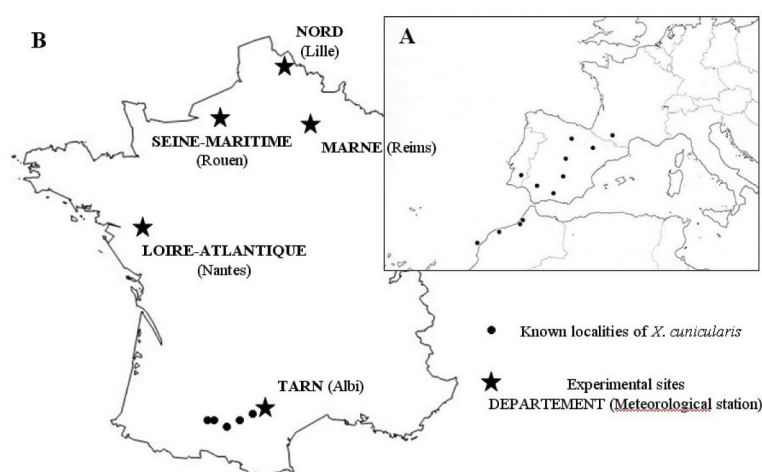 B
NORD
(Lille)
A
SEINE-MARITIME
(Rouen)
MARNE (Reims)
LOIRE-ATLANTIQUE
(Nantes)
Known localities of X. cunicularis
TARN (Albi)
Experimental sites
DEPARTEMENT (Meteorological station)